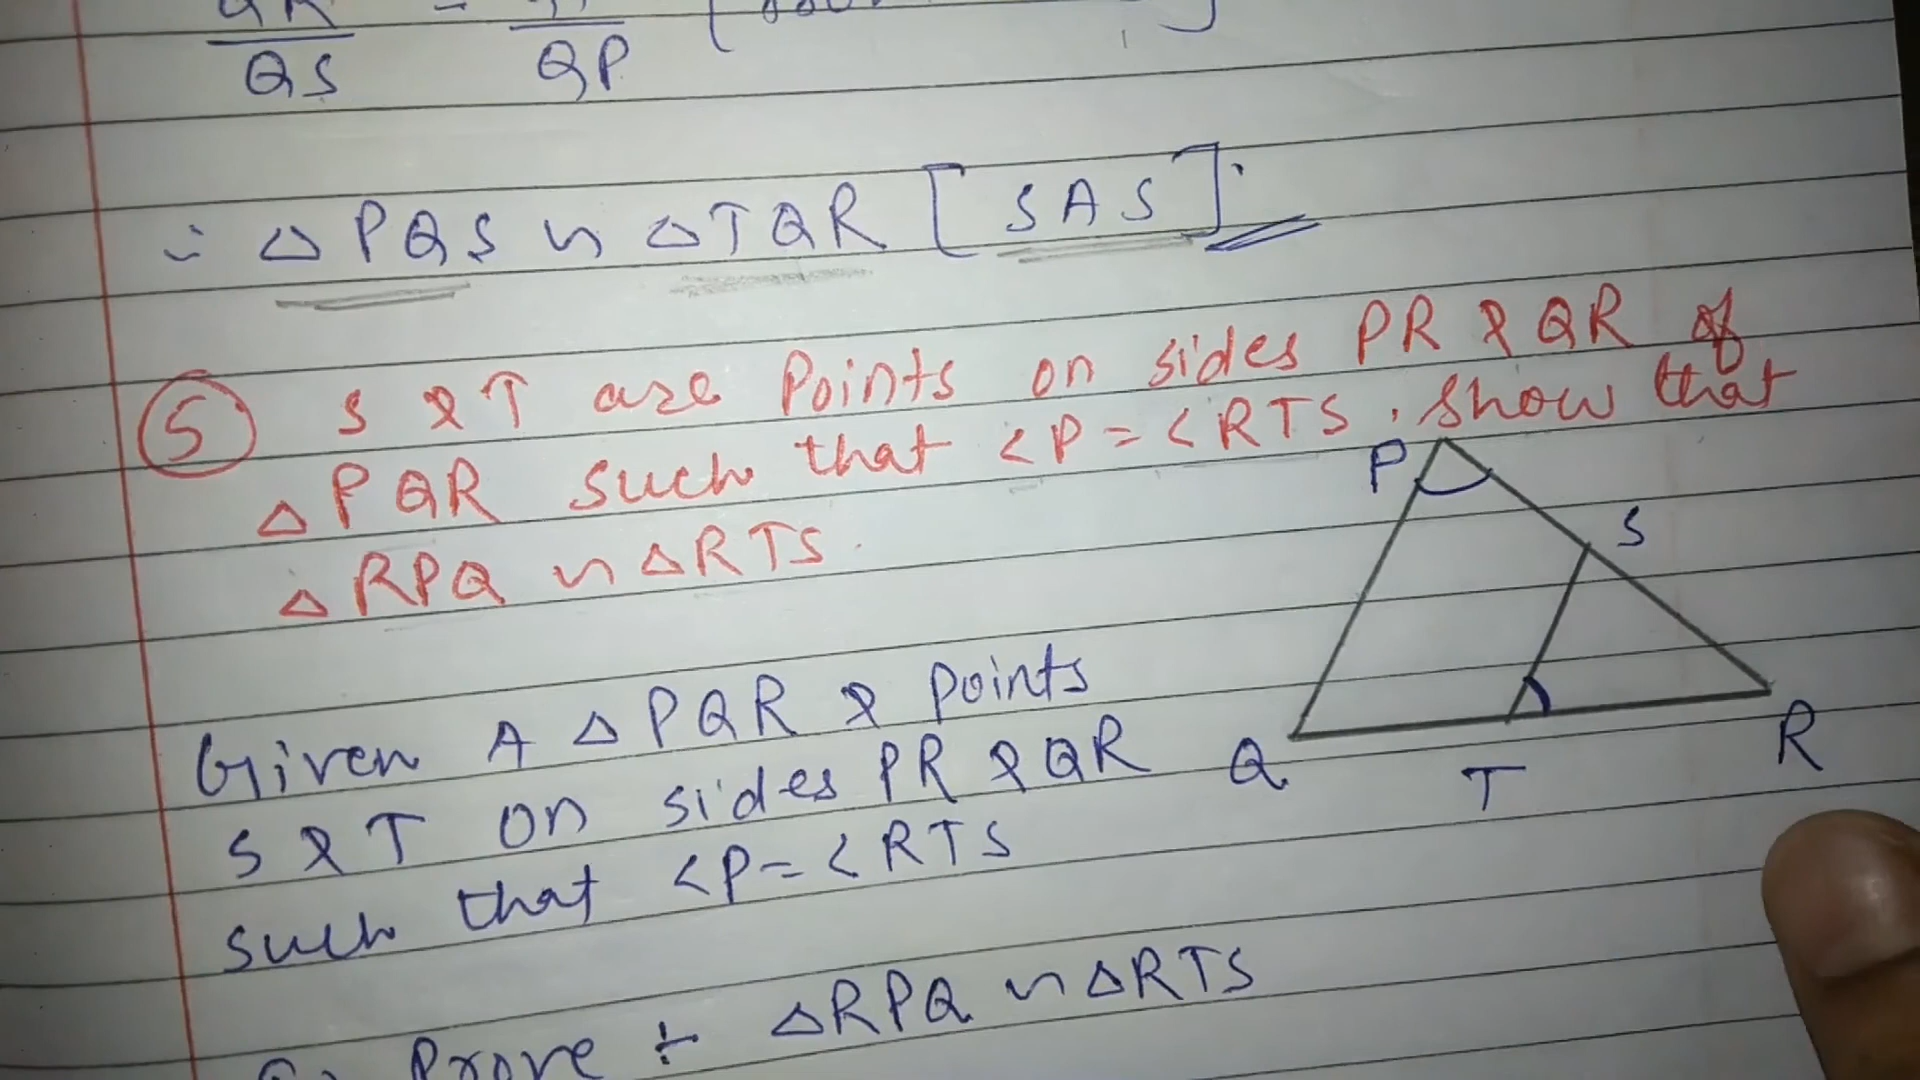 QS QP
∴ △PQS ~ △TQR [SAS].
(5) S & T are Points on sides PR & QR of
△PQR such that <P = <RTS. Show that
△RPQ ~ △RTS.
P
S
Q
T
R
Given A △PQR & points
S & T on sides PR & QR
such that <P = <RTS
Prove ÷ △RPQ ~ △RTS